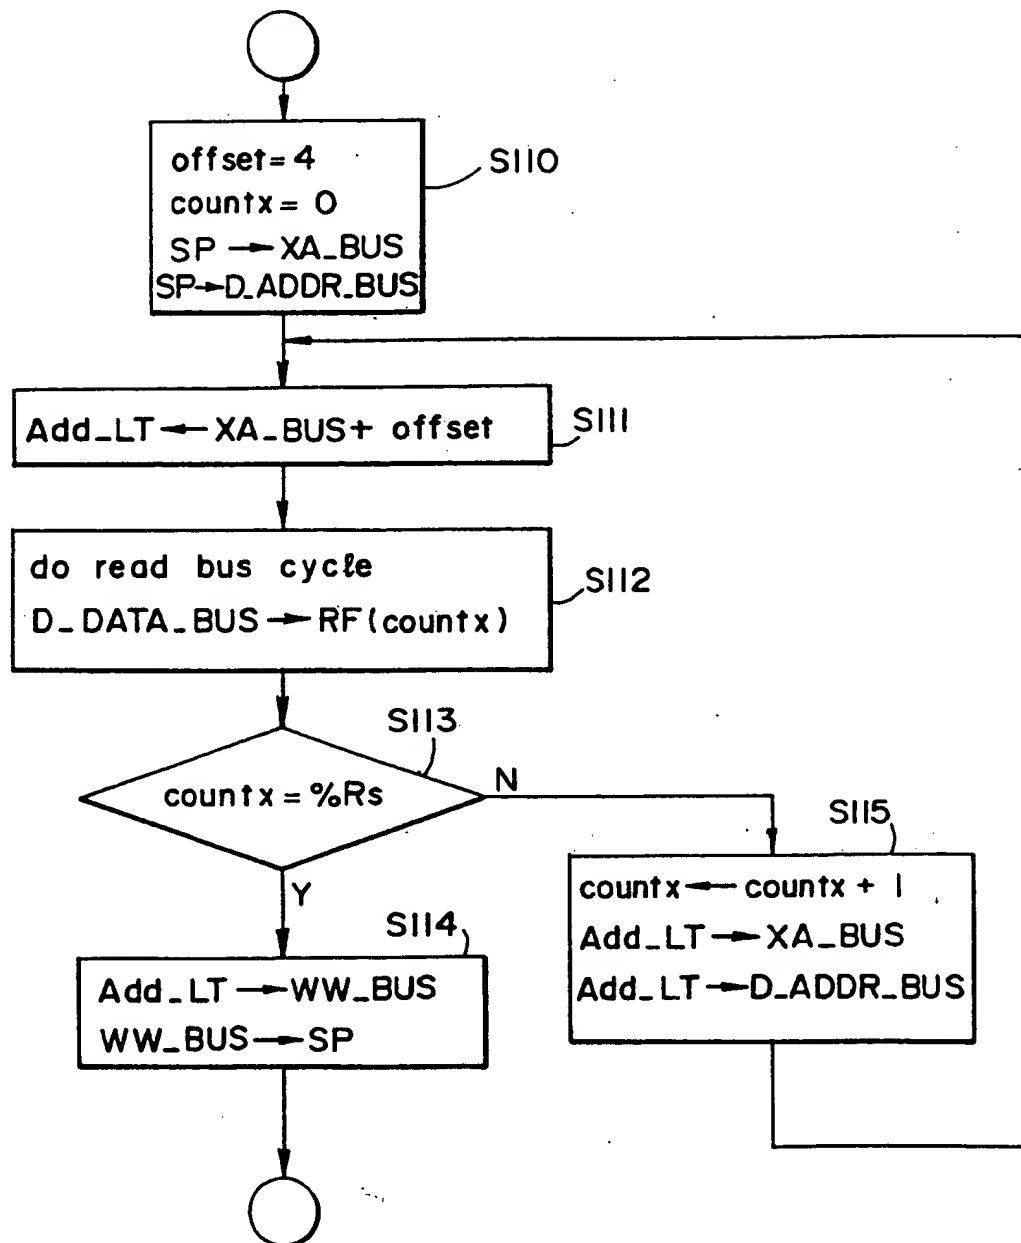 offset=4
countx=0
SP→XA_BUS
SP→D_ADDR_BUS
S110
Add_LT←XA_BUS+ offset
S111
do read bus cycle
D_DATA_BUS→RF(countx)
S112
S113
countx=%Rs
N
Y
S115
countx←countx+1
Add_LT→XA_BUS
Add_LT→D_ADDR_BUS
S114
Add_LT→WW_BUS
WW_BUS→SP